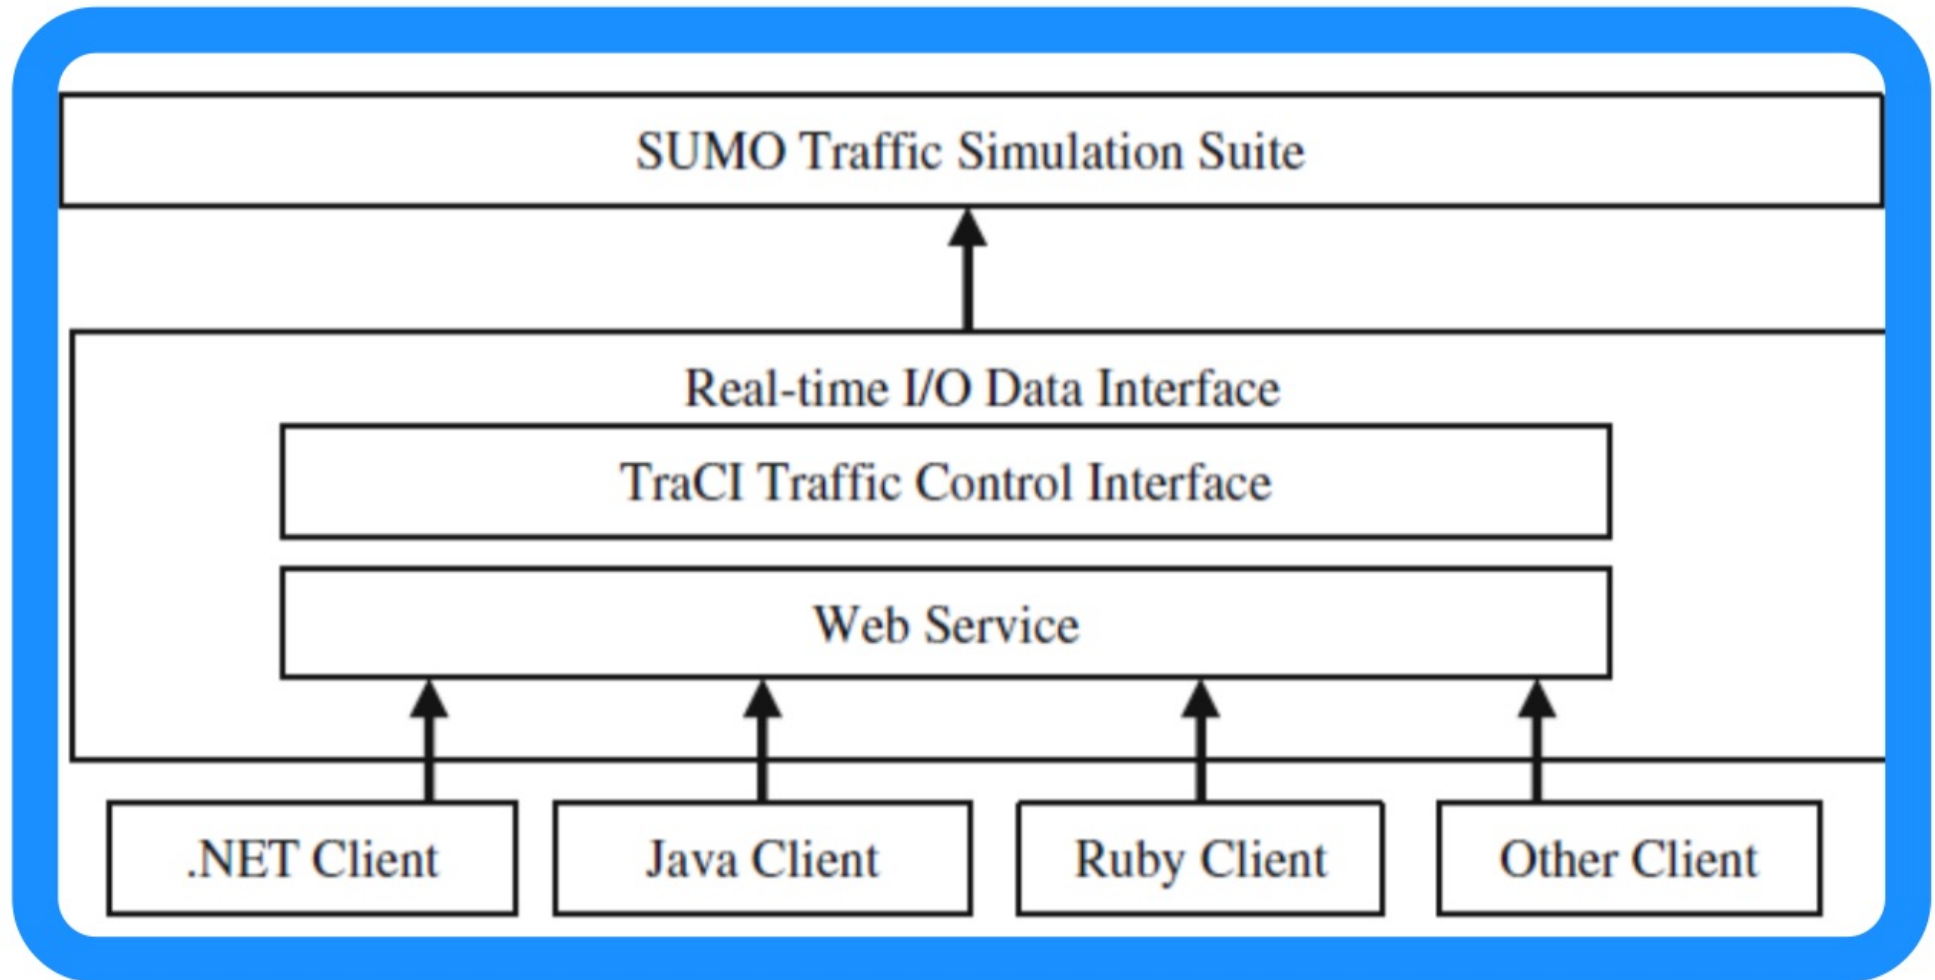 SUMO Traffic Simulation Suite
Real-time I/O Data Interface
TraCI Traffic Control Interface
Web Service
.NET Client
Java Client
Ruby Client
Other Client